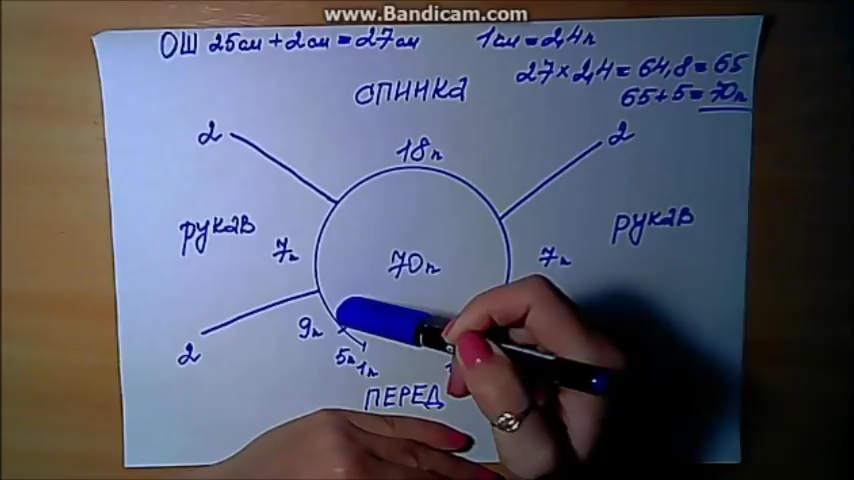 www.Bandicam.com
ОШ 25см+2см=27см 1см=2,4п
27×2,4=64,8=65
65+5=70п
СПИНКА
2 18п 2
рукав 7п 70п 7п рукав
9п
2 5п 1п
ПЕРЕД